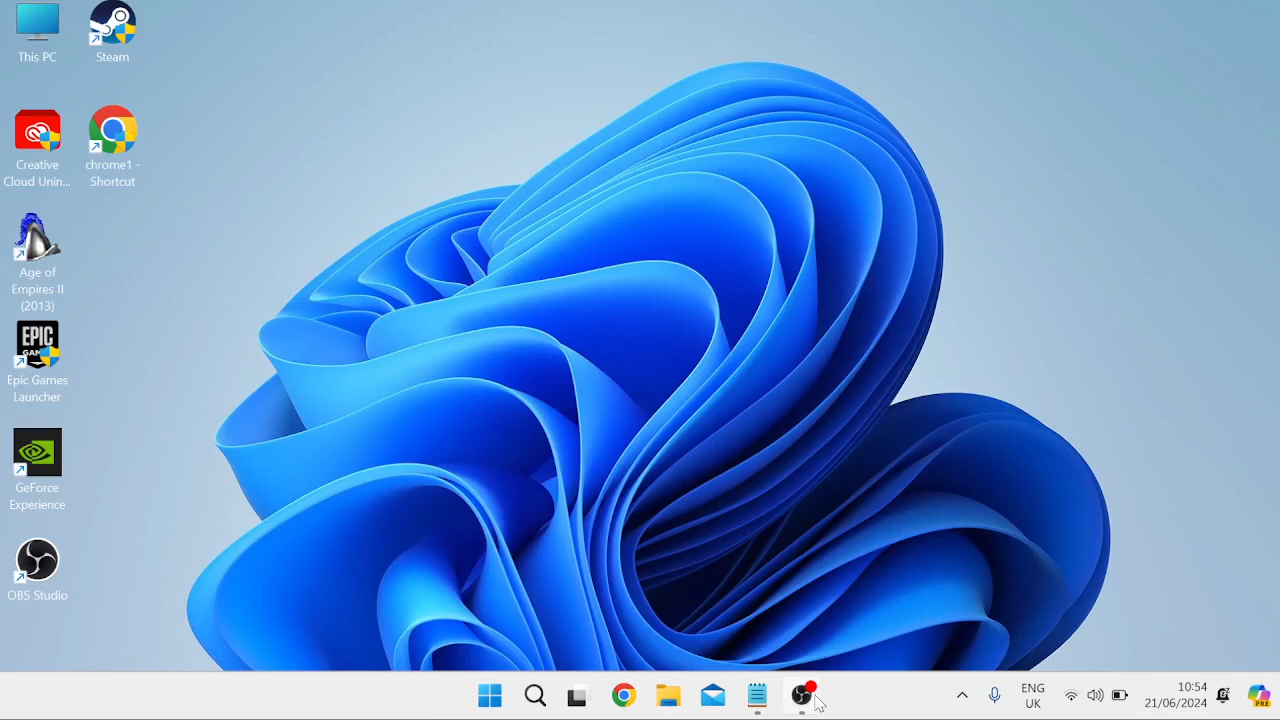 This PC
Steam
Creative
Cloud Unin...
chrome1 -
Shortcut
Age of
Empires II
(2013)
EPIC
Epic Games
Launcher
GeForce
Experience
OBS Studio
ENG
UK
10:54
21/06/2024
PRE